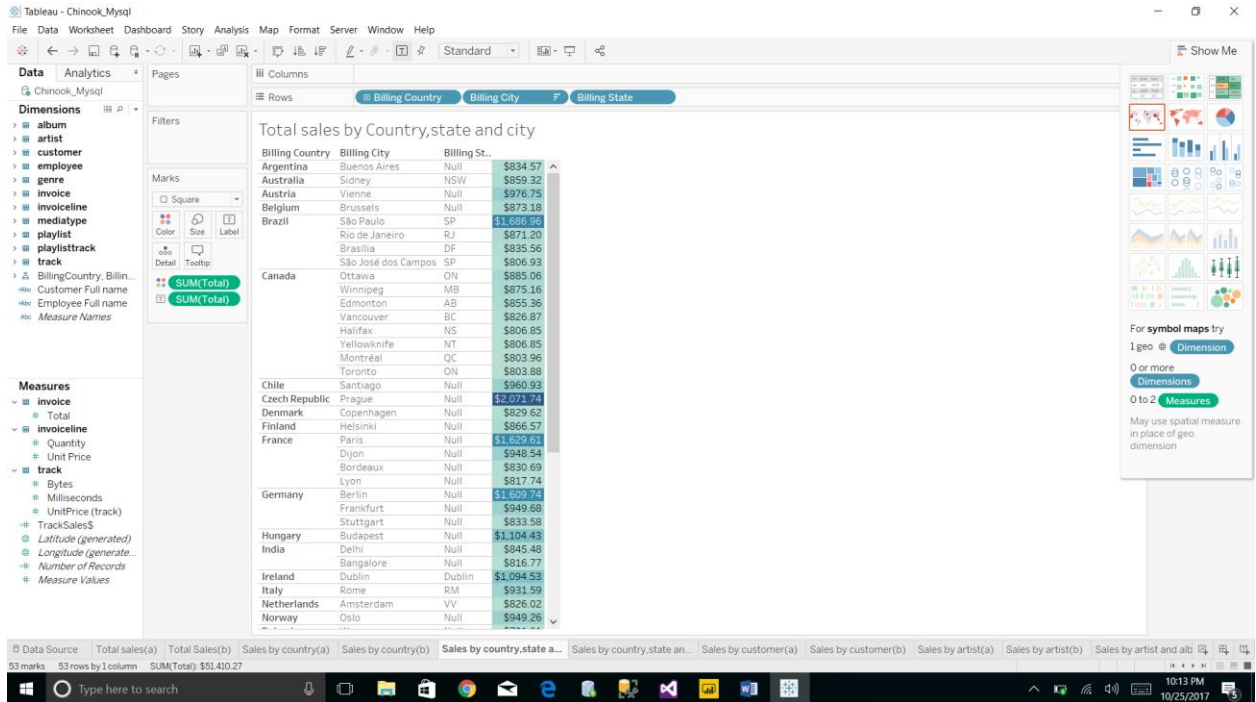 Tableau - Chinook_Mysql
File Data Worksheet Dashboard Story Analysis Map Format Server Window Help
Standard
Show Me
Data Analytics
Pages
Columns
Chinook_Mysql
Rows
Billing Country Billing City Billing State
Dimensions
Filters
album
artist
customer
employee
genre
invoice
invoiceline
mediatype
playlist
playlisttrack
track
BillingCountry, Billin...
Customer Full name
Employee Full name
Measure Names
Marks
Square
Color Size Label
Detail Tooltip
SUM(Total)
SUM(Total)
Measures
invoice
Total
invoiceline
Quantity
Unit Price
track
Bytes
Milliseconds
UnitPrice (track)
TrackSales$
Latitude (generated)
Longitude (generate...
Number of Records
Measure Values
Total sales by Country,state and city
Billing Country Billing City Billing St..
Argentina Buenos Aires Null $834.57
Australia Sidney NSW $859.32
Austria Vienne Null $976.75
Belgium Brussels Null $873.18
Brazil São Paulo SP $1,686.96
Rio de Janeiro RJ $871.20
Brasília DF $835.56
São José dos Campos SP $806.93
Canada Ottawa ON $885.06
Winnipeg MB $875.16
Edmonton AB $855.36
Vancouver BC $826.87
Halifax NS $806.85
Yellowknife NT $806.85
Montréal QC $803.96
Toronto ON $803.88
Chile Santiago Null $960.93
Czech Republic Prague Null $2,071.74
Denmark Copenhagen Null $829.62
Finland Helsinki Null $866.57
France Paris Null $1,629.61
Dijon Null $948.54
Bordeaux Null $830.69
Lyon Null $817.74
Germany Berlin Null $1,609.74
Frankfurt Null $949.68
Stuttgart Null $833.58
Hungary Budapest Null $1,104.43
India Delhi Null $845.48
Bangalore Null $816.77
Ireland Dublin Dublin $1,094.53
Italy Rome RM $931.59
Netherlands Amsterdam VV $826.02
Norway Oslo Null $949.26
For symbol maps try
1 geo Dimension
0 or more
Dimensions
0 to 2 Measures
May use spatial measure
in place of geo
dimension
Data Source Total sales(a) Total Sales(b) Sales by country(a) Sales by country(b) Sales by country,state a... Sales by country,state an... Sales by customer(a) Sales by customer(b) Sales by artist(a) Sales by artist(b) Sales by artist and alb
53 marks 53 rows by 1 column SUM(Total): $51,410.27
Type here to search
10:13 PM
10/25/2017
5